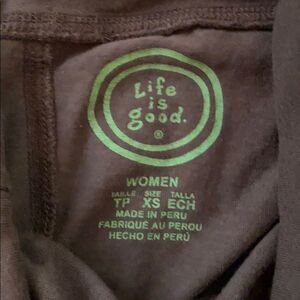 Life
is
good.
®
WOMEN
TAILLE SIZE TALLA
TP XS ECH
MADE IN PERU
FABRIQUÉ AU PEROU
HECHO EN PERÚ